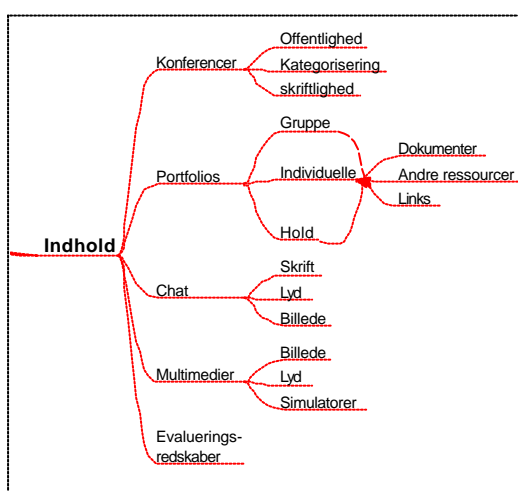 Indhold
Konferencer
Offentlighed
Kategorisering
skriftlighed
Portfolios
Gruppe
Individuelle
Hold
Dokumenter
Andre ressourcer
Links
Chat
Skrift
Lyd
Billede
Multimedier
Billede
Lyd
Simulatorer
Evaluerings-
redskaber